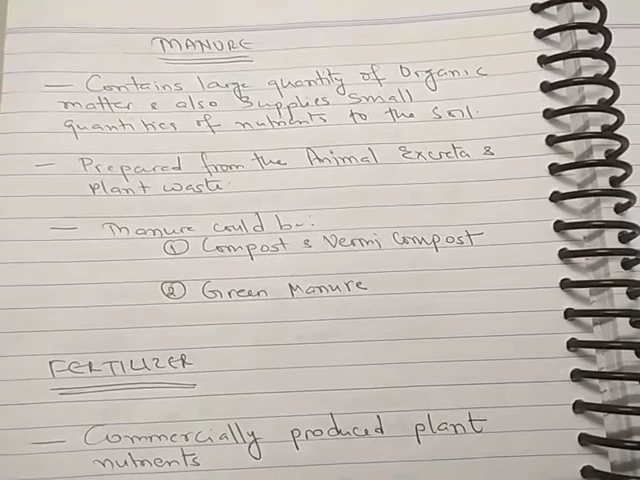 MANURE
— Contains large quantity of Organic
matter & also Supplies Small
quantities of nutrients to the Soil.
— Prepared from the Animal Excreta &
Plant waste.
— Manure could be:
① Compost & Vermi Compost
② Green Manure
FERTILIZER
— Commercially produced plant
nutrients